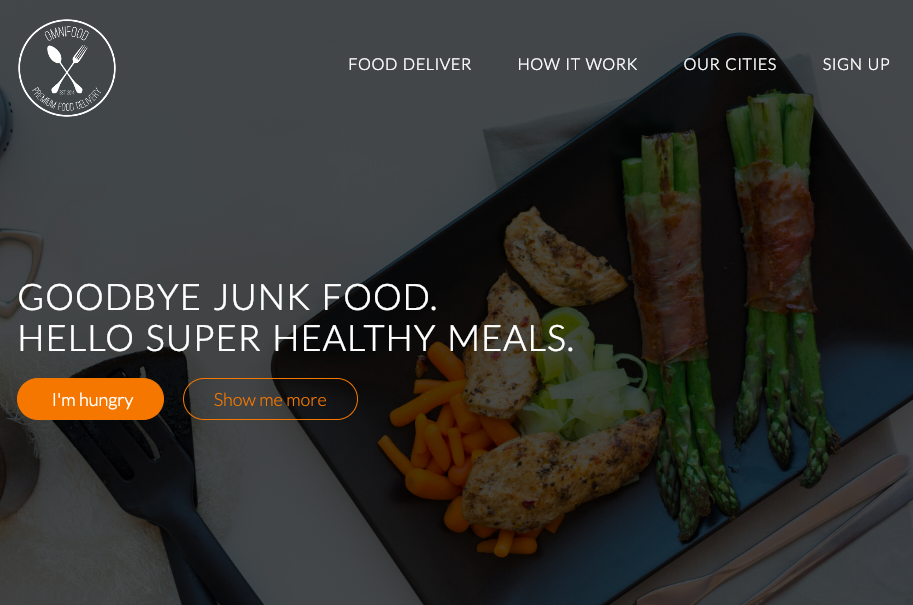 OMNIFOOD
EST 2015
PREMIUM FOOD DELIVERY
FOOD DELIVER
HOW IT WORK
OUR CITIES
SIGN UP
GOODBYE JUNK FOOD.
HELLO SUPER HEALTHY MEALS.
I'm hungry
Show me more